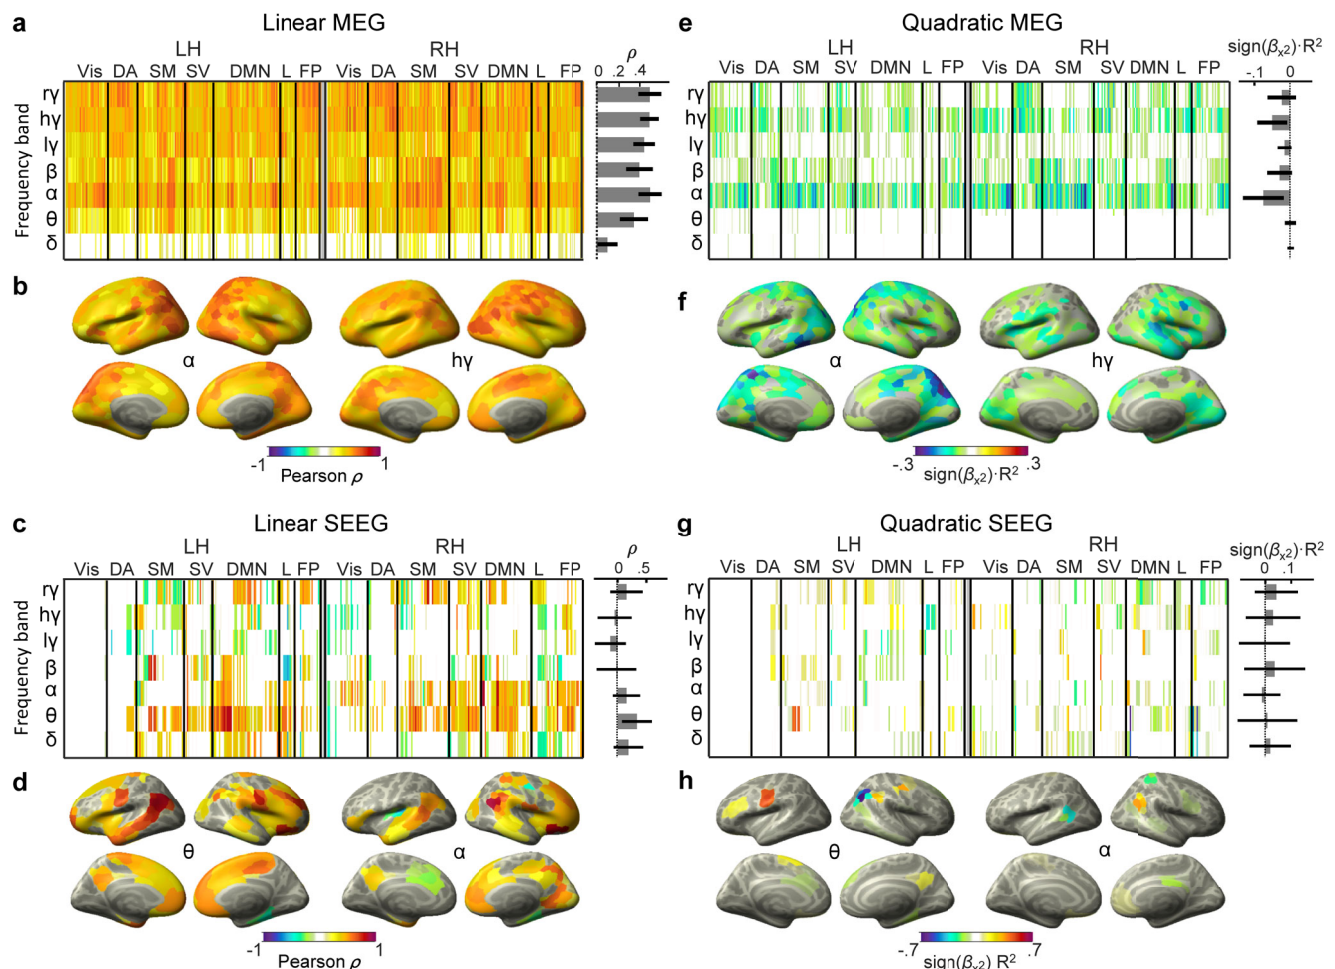 a Linear MEG
LH RH ρ
Vis DA SM SV DMN L FP Vis DA SM SV DMN L FP 0 .2 .4
Frequency band
rγ
hγ
lγ
β
α
θ
δ
b
α hγ
-1 1
Pearson ρ
c Linear SEEG
LH RH ρ
Vis DA SM SV DMN L FP Vis DA SM SV DMN L FP 0 .5
Frequency band
rγ
hγ
lγ
β
α
θ
δ
d
θ α
-1 1
Pearson ρ
e Quadratic MEG
LH RH sign(βx2)·R²
Vis DA SM SV DMN L FP Vis DA SM SV DMN L FP -.1 0
rγ
hγ
lγ
β
α
θ
δ
f
α hγ
-.3 .3
sign(βx2)·R²
g Quadratic SEEG
LH RH sign(βx2)·R²
Vis DA SM SV DMN L FP Vis DA SM SV DMN L FP 0 0.1
rγ
hγ
lγ
β
α
θ
δ
h
θ α
-.7 .7
sign(βx2) R²